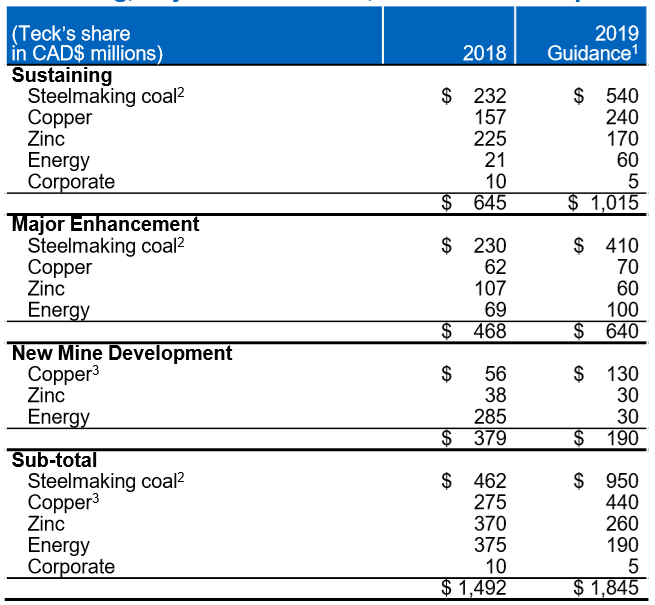 (Teck's share
in CAD$ millions) 2018 2019 Guidance¹
Sustaining
Steelmaking coal² $ 232 $ 540
Copper 157 240
Zinc 225 170
Energy 21 60
Corporate 10 5
$ 645 $ 1,015
Major Enhancement
Steelmaking coal² $ 230 $ 410
Copper 62 70
Zinc 107 60
Energy 69 100
$ 468 $ 640
New Mine Development
Copper³ $ 56 $ 130
Zinc 38 30
Energy 285 30
$ 379 $ 190
Sub-total
Steelmaking coal² $ 462 $ 950
Copper³ 275 440
Zinc 370 260
Energy 375 190
Corporate 10 5
$ 1,492 $ 1,845